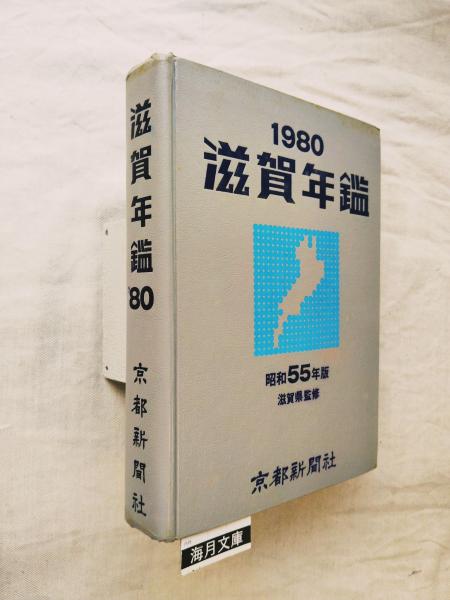 滋賀年鑑
'80
京都新聞社
1980
滋賀年鑑
昭和55年版
滋賀県監修
京都新聞社
海月文庫